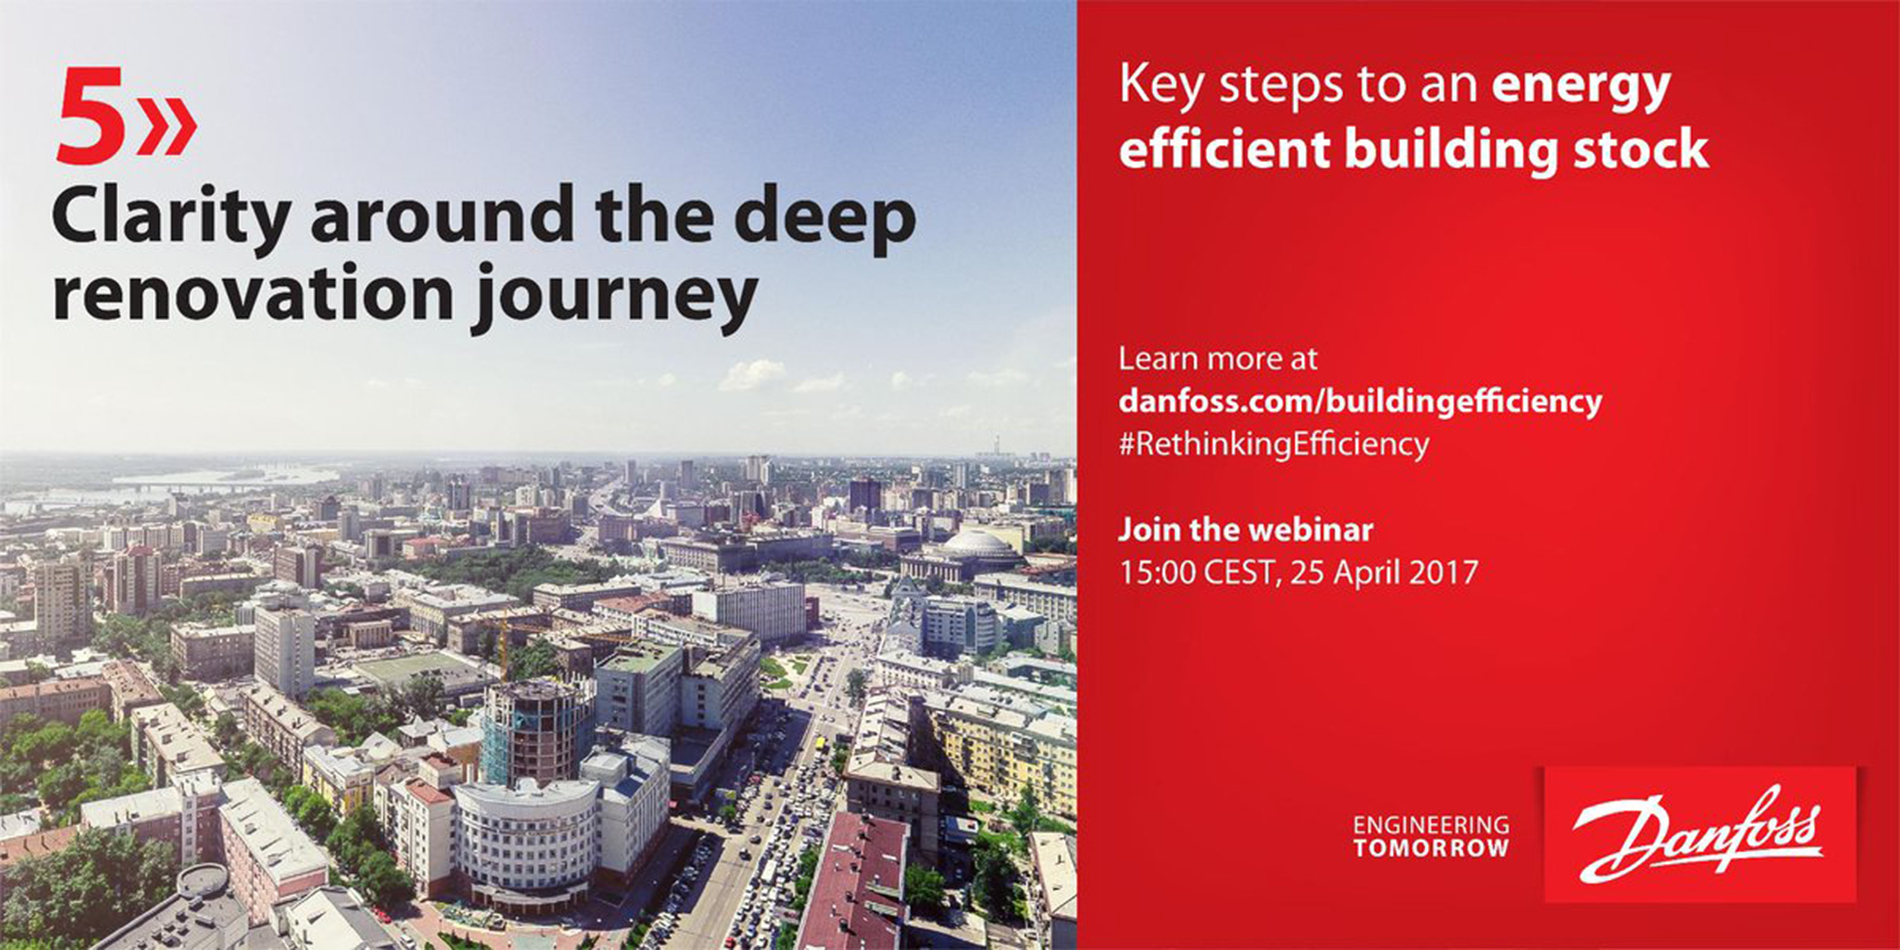 5»
Clarity around the deep
renovation journey
Key steps to an energy
efficient building stock
Learn more at
danfoss.com/buildingefficiency
#RethinkingEfficiency
Join the webinar
15:00 CEST, 25 April 2017
ENGINEERING
TOMORROW
Danfoss